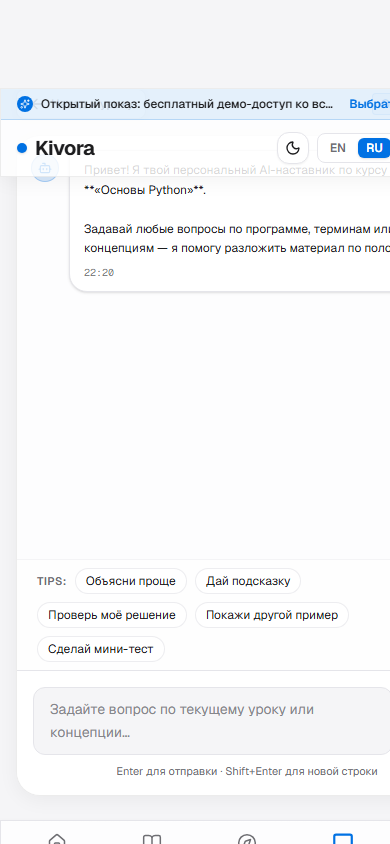 Открытый показ: бесплатный демо-доступ ко вс... Выбрат
Kivora
EN RU
Привет! Я твой персональный AI-наставник по курсу
**«Основы Python»**.
Задавай любые вопросы по программе, терминам или
концепциям — я помогу разложить материал по поло
22:20
TIPS: Объясни проще Дай подсказку
Проверь моё решение Покажи другой пример
Сделай мини-тест
Задайте вопрос по текущему уроку или
концепции...
Enter для отправки · Shift+Enter для новой строки